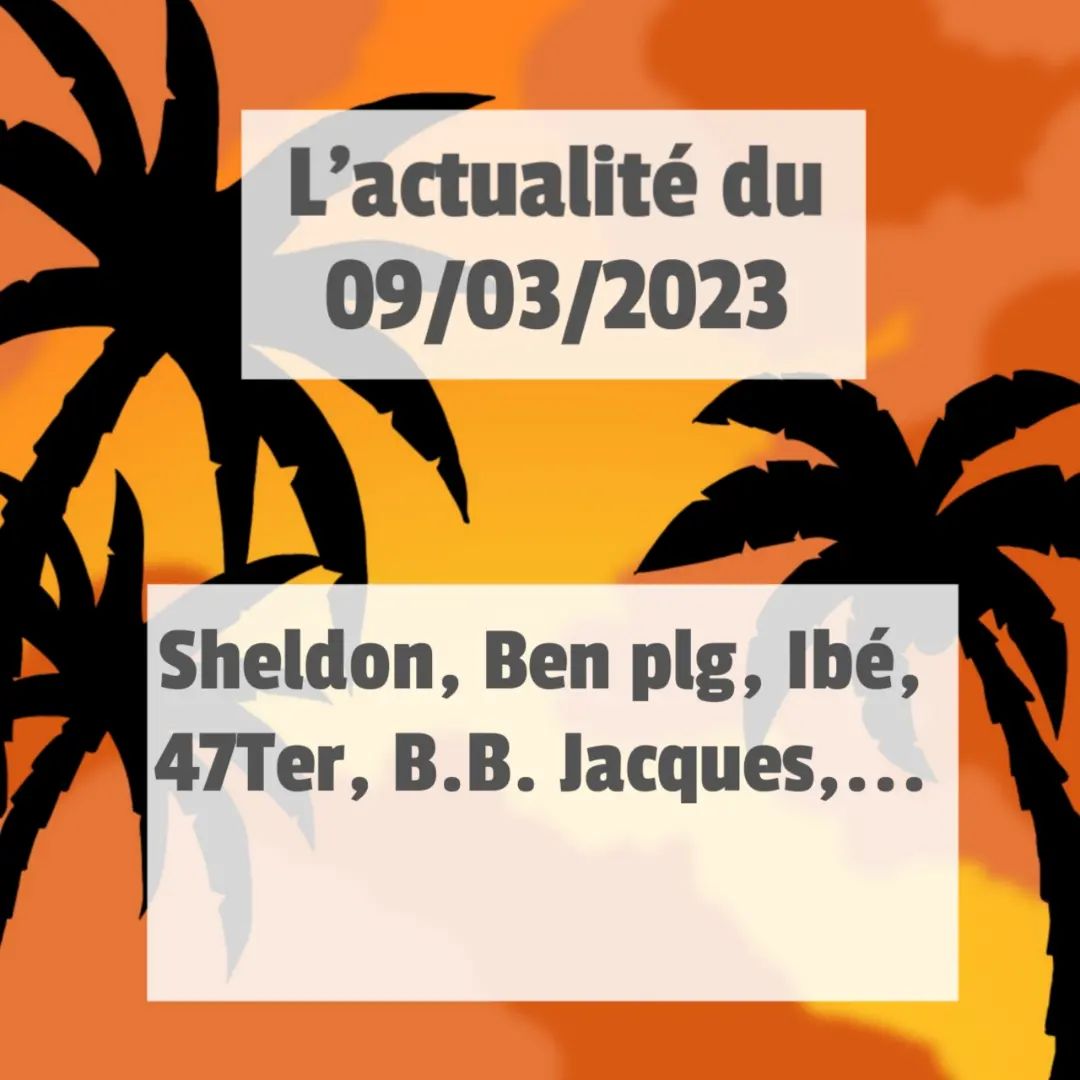 L’actualité du
09/03/2023
Sheldon, Ben plg, Ibé,
47Ter, B.B. Jacques,....